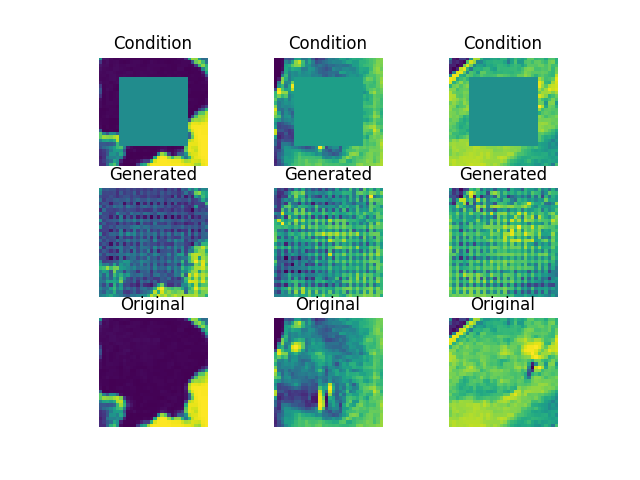 Condition Condition Condition
Generated Generated Generated
Original Original Original